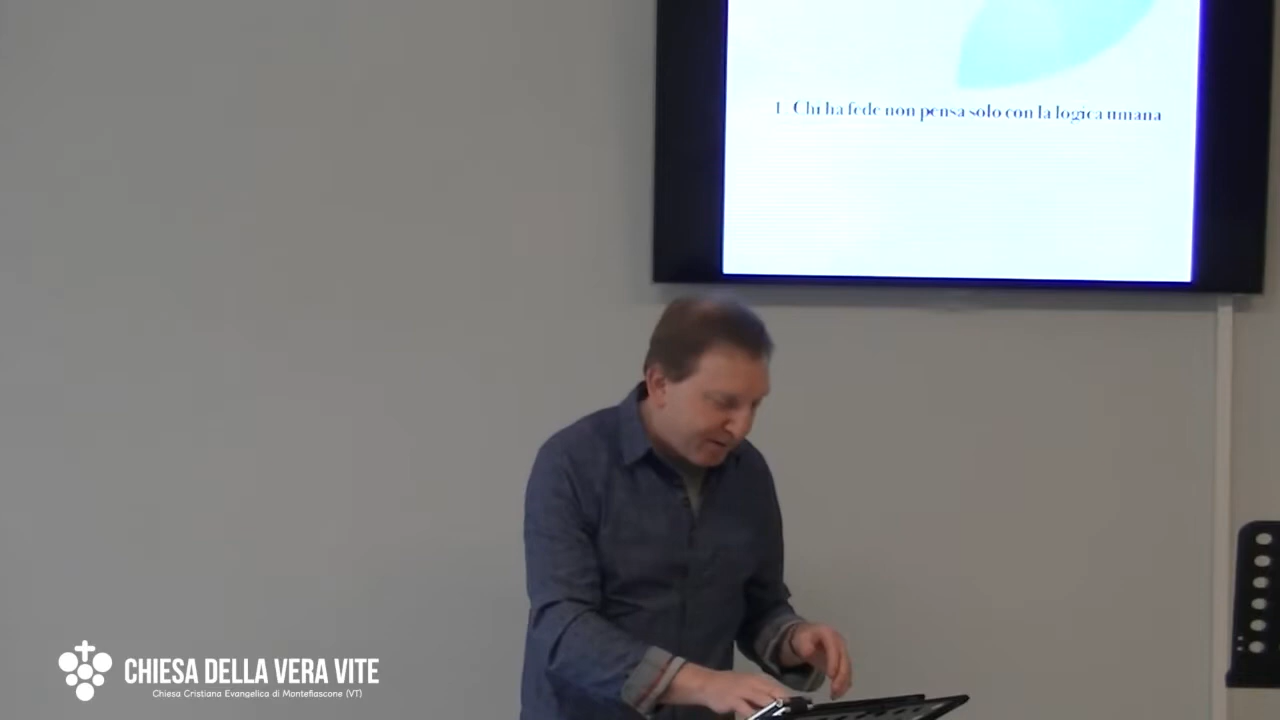 1. Chi ha fede non pensa solo con la logica umana
CHIESA DELLA VERA VITE
Chiesa Cristiana Evangelica di Montefiascone (VT)